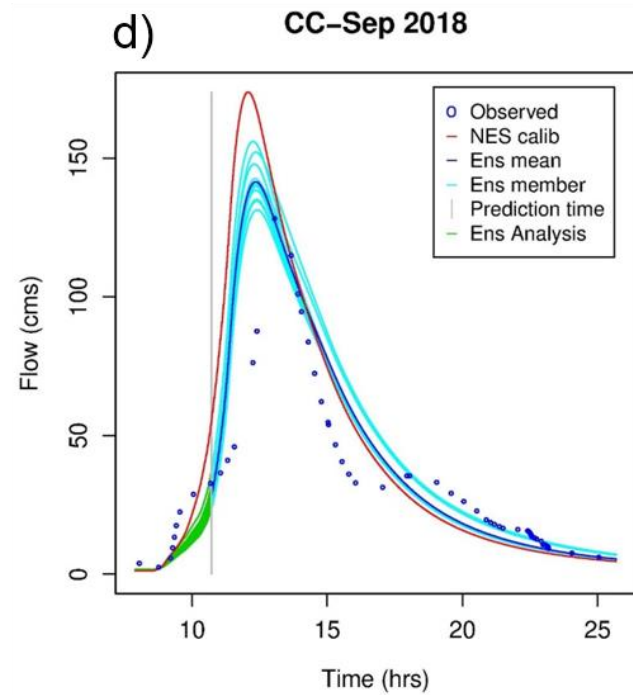 d)
CC-Sep 2018
Observed
NES calib
Ens mean
Ens member
Prediction time
Ens Analysis
Flow (cms)
150
100
50
0
10
15
20
25
Time (hrs)